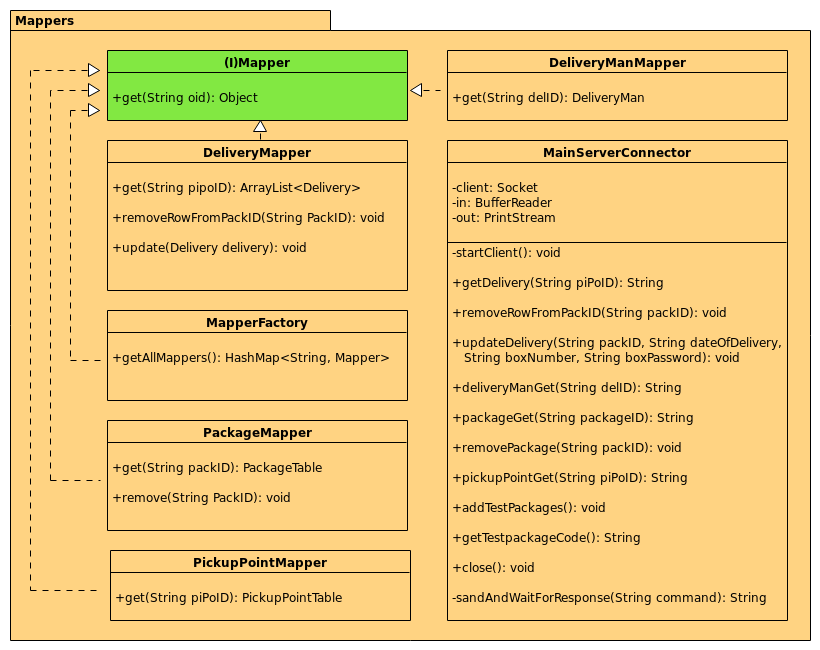 Mappers
(I)Mapper
+get(String oid): Object
DeliveryManMapper
+get(String delID): DeliveryMan
DeliveryMapper
+get(String pipoID): ArrayList<Delivery>
+removeRowFromPackID(String PackID): void
+update(Delivery delivery): void
MapperFactory
+getAllMappers(): HashMap<String, Mapper>
PackageMapper
+get(String packID): PackageTable
+remove(String PackID): void
PickupPointMapper
+get(String piPoID): PickupPointTable
MainServerConnector
-client: Socket
-in: BufferReader
-out: PrintStream
-startClient(): void
+getDelivery(String piPoID): String
+removeRowFromPackID(String packID): void
+updateDelivery(String packID, String dateOfDelivery,
String boxNumber, String boxPassword): void
+deliveryManGet(String delID): String
+packageGet(String packageID): String
+removePackage(String packID): void
+pickupPointGet(String piPoID): String
+addTestPackages(): void
+getTestpackageCode(): String
+close(): void
-sandAndWaitForResponse(String command): String